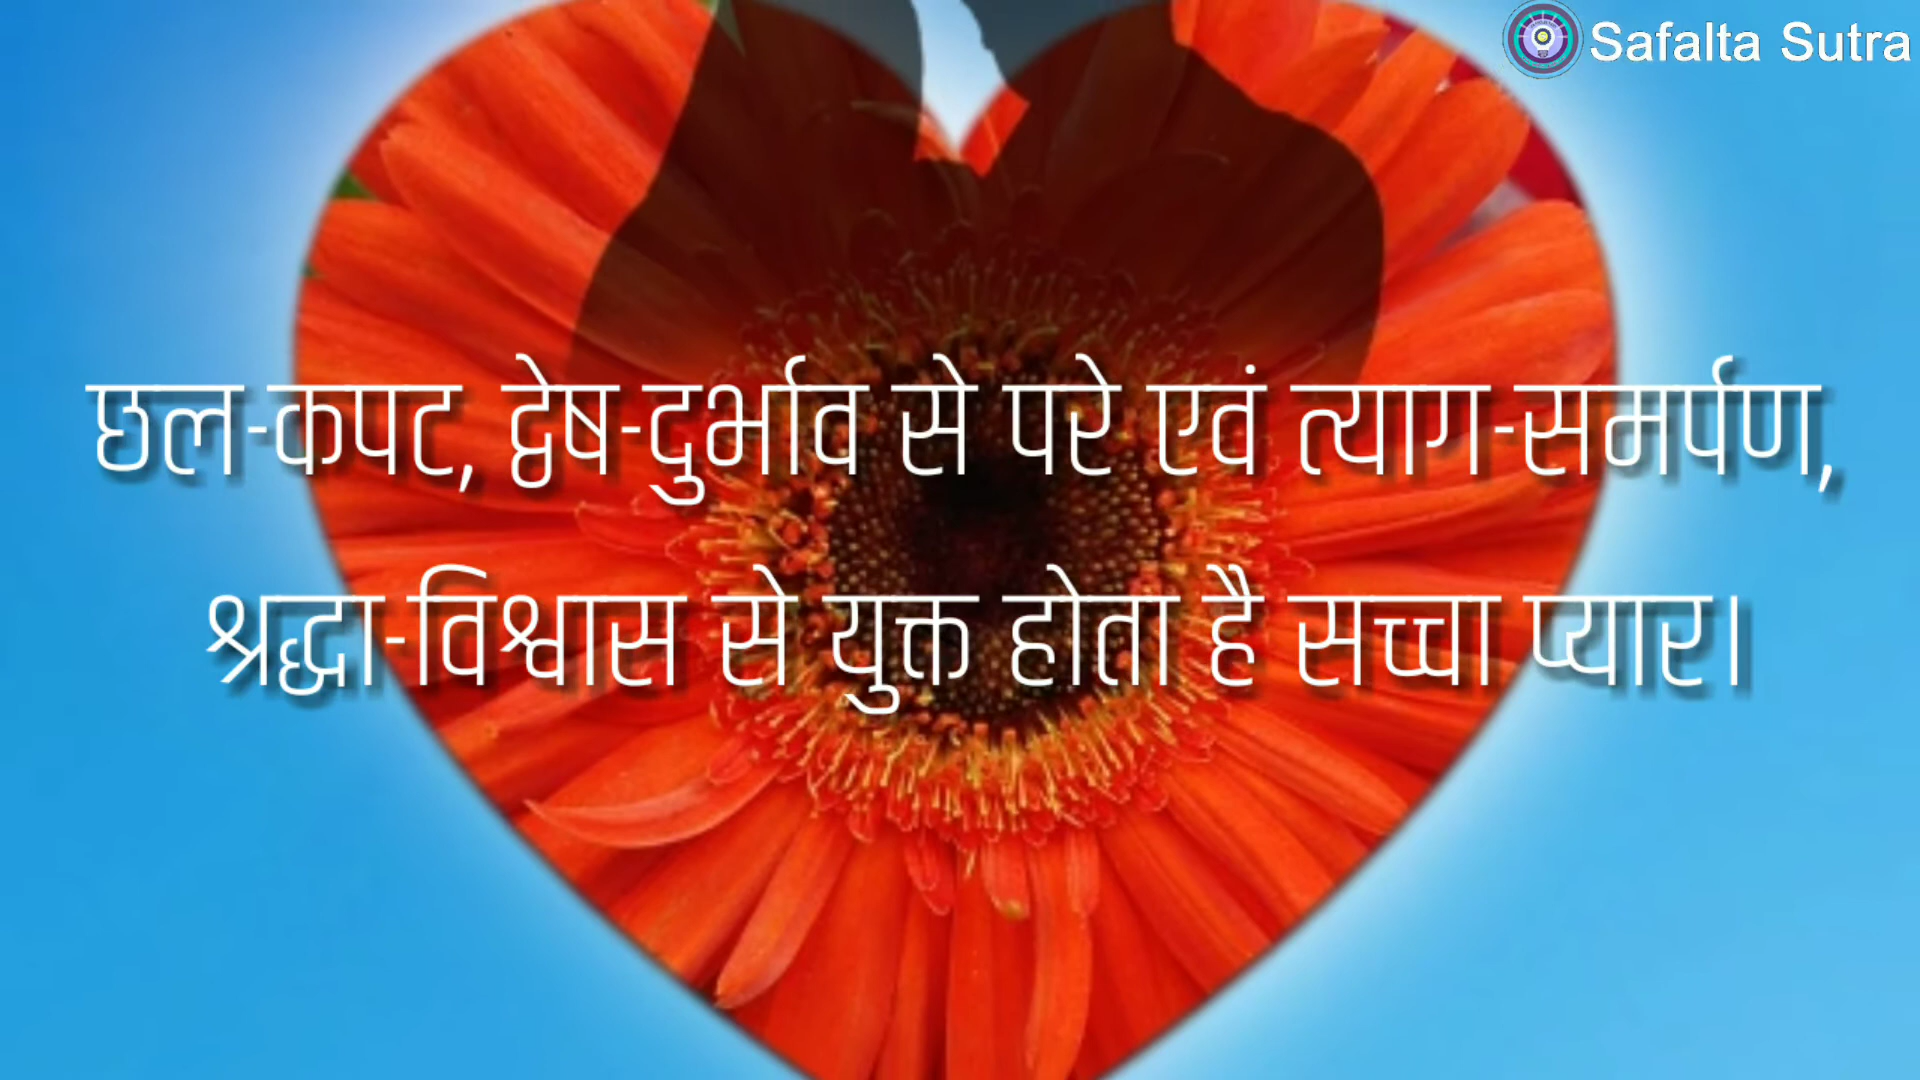 Safalta Sutra
छल-कपट, द्वेष-दुर्भाव से परे एवं त्याग-समर्पण,
श्रद्धा-विश्वास से युक्त होता है सच्चा प्यार।